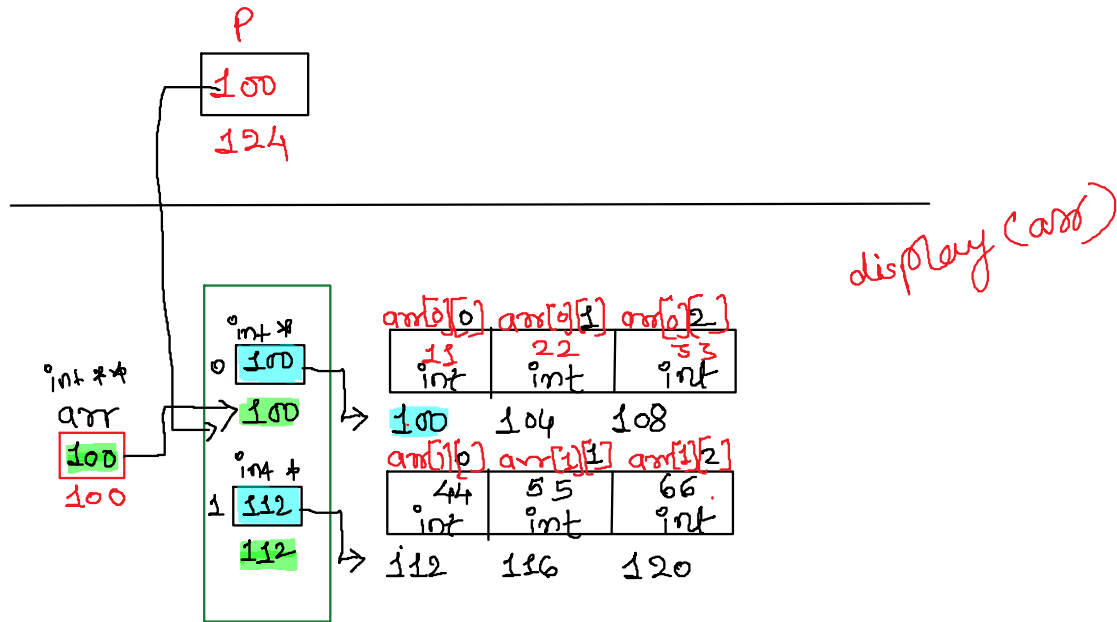 P
100
124
display(arr)
int **
arr
100
100
int *
0 100
100
int *
1 112
112
arr[0][0] arr[0][1] arr[0][2]
11 22 33
int int int
100 104 108
arr[1][0] arr[1][1] arr[1][2]
44 55 66
int int int
112 116 120